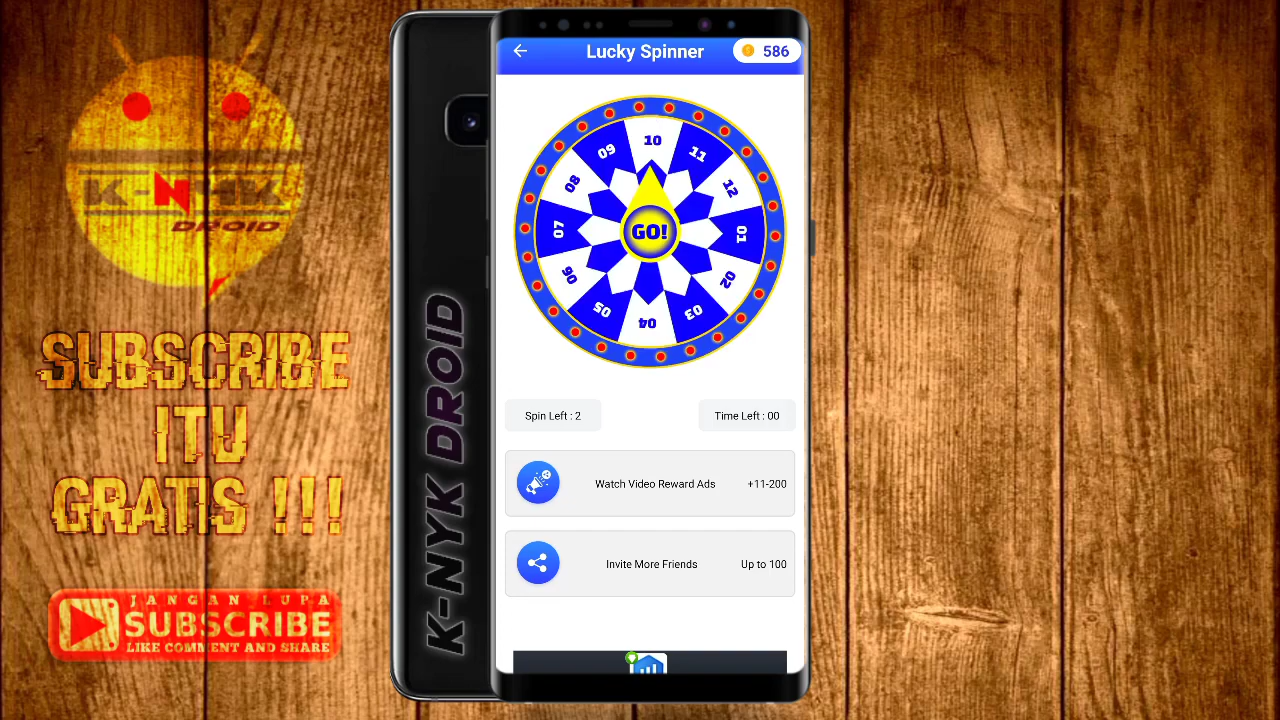 K-NYK
DROID
SUBSCRIBE
ITU
GRATIS !!!
JANGAN LUPA
SUBSCRIBE
LIKE COMMENT AND SHARE
K-NYK DROID
Lucky Spinner
586
10
11
12
01
02
03
04
05
06
07
08
09
GO!
Spin Left : 2
Time Left : 00
Watch Video Reward Ads
+11-200
Invite More Friends
Up to 100